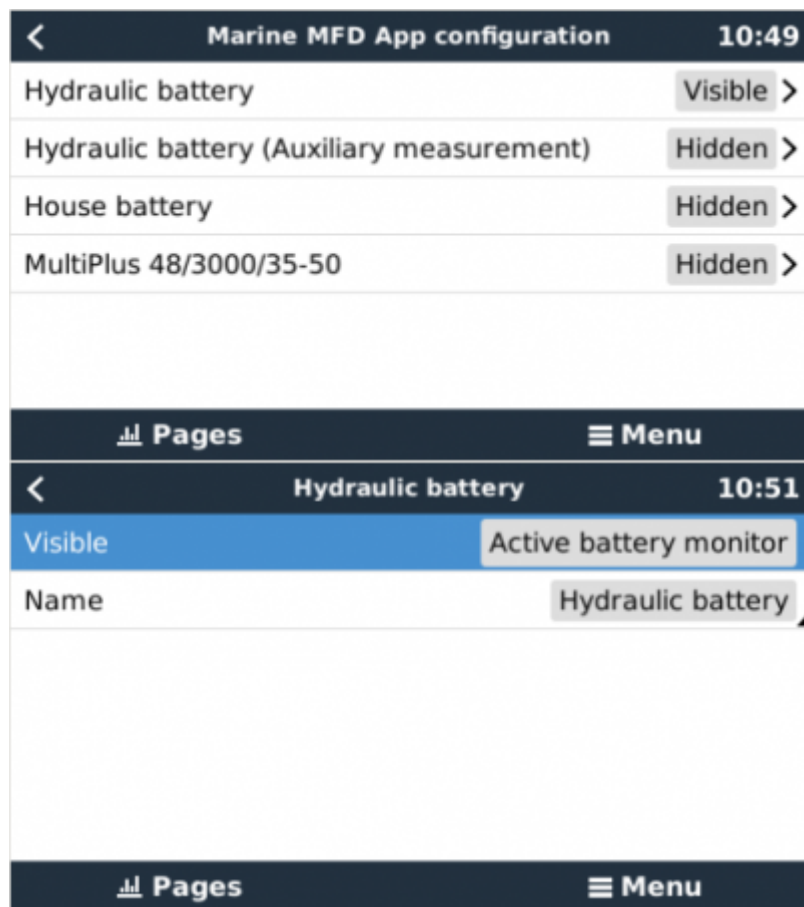 Marine MFD App configuration 10:49
Hydraulic battery Visible
Hydraulic battery (Auxiliary measurement) Hidden
House battery Hidden
MultiPlus 48/3000/35-50 Hidden
Pages Menu
Hydraulic battery 10:51
Visible Active battery monitor
Name Hydraulic battery
Pages Menu